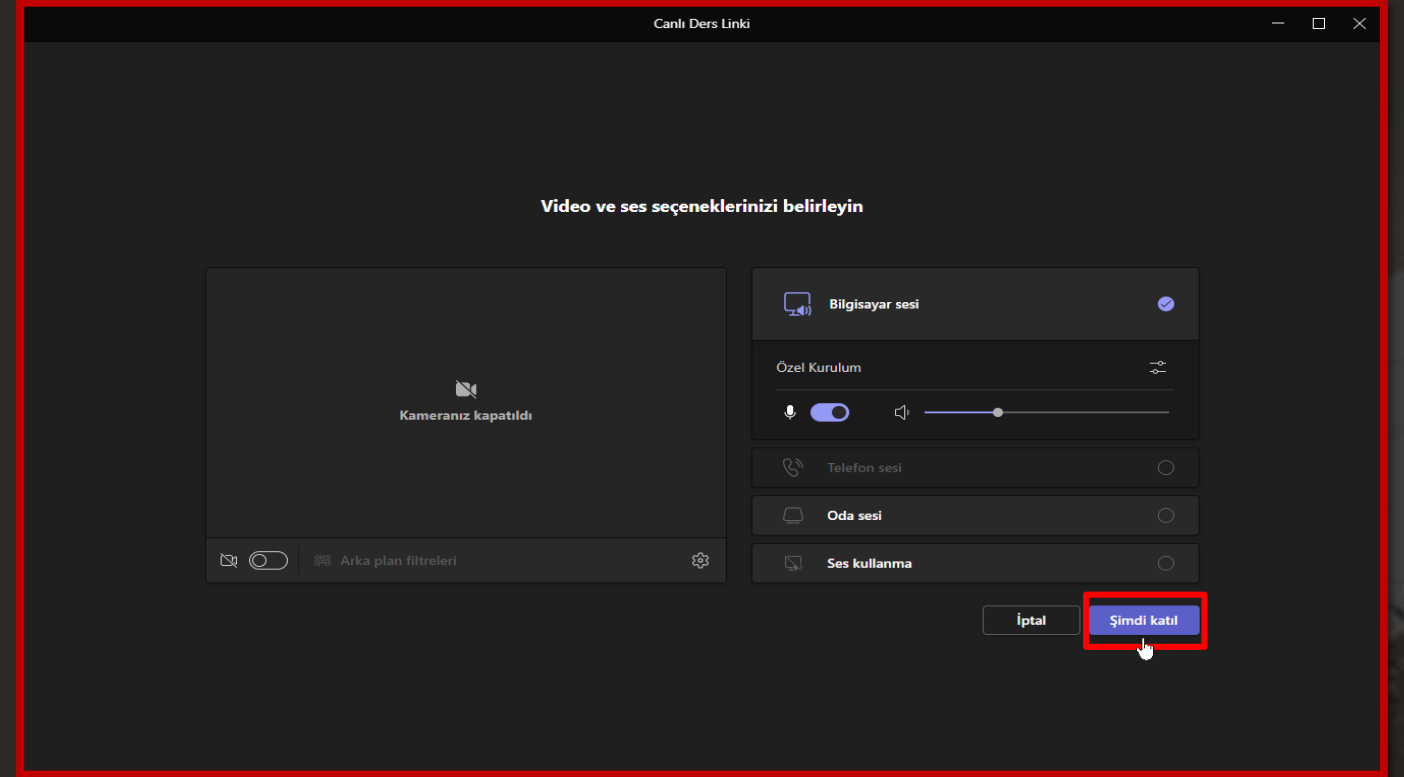 Canlı Ders Linki
Video ve ses seçeneklerinizi belirleyin
Kameranız kapatıldı
Arka plan filtreleri
Bilgisayar sesi
Özel Kurulum
Telefon sesi
Oda sesi
Ses kullanma
İptal
Şimdi katıl